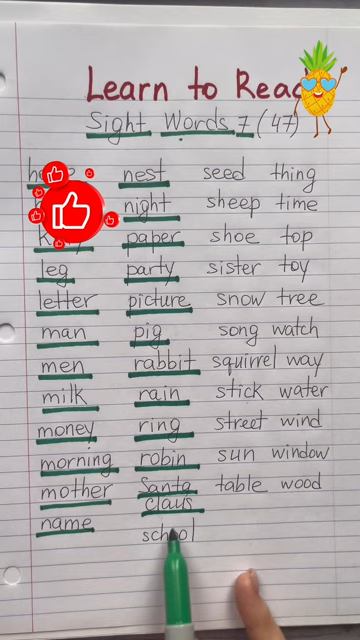 Learn to Read
Sight Words 7 (47)
nest seed thing
night sheep time
paper shoe top
leg party sister toy
letter picture snow tree
man pig song watch
men rabbit squirrel way
milk rain stick water
money ring street wind
morning robin sun window
mother Santa table wood
claus
name
school